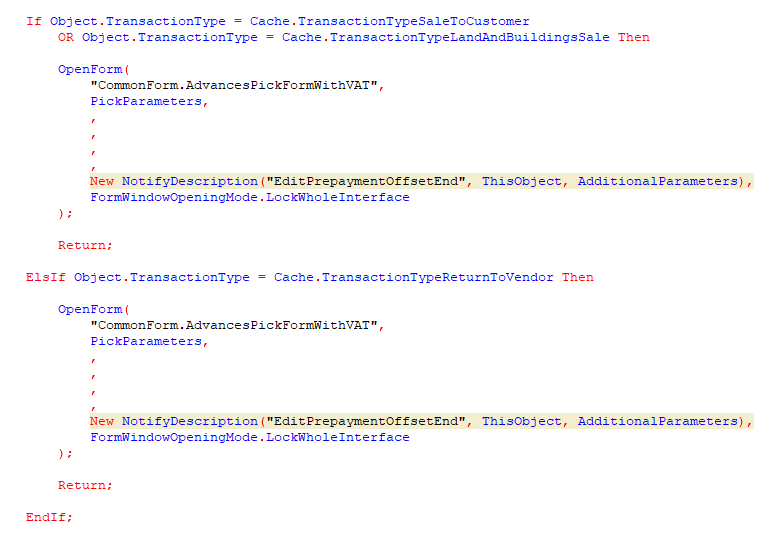 If Object.TransactionType = Cache.TransactionTypeSaleToCustomer
OR Object.TransactionType = Cache.TransactionTypeLandAndBuildingsSale Then
OpenForm(
"CommonForm.AdvancesPickFormWithVAT",
PickParameters,
,
,
,
,
New NotifyDescription("EditPrepaymentOffsetEnd", ThisObject, AdditionalParameters),
FormWindowOpeningMode.LockWholeInterface
);
Return;
ElsIf Object.TransactionType = Cache.TransactionTypeReturnToVendor Then
OpenForm(
"CommonForm.AdvancesPickFormWithVAT",
PickParameters,
,
,
,
,
New NotifyDescription("EditPrepaymentOffsetEnd", ThisObject, AdditionalParameters),
FormWindowOpeningMode.LockWholeInterface
);
Return;
EndIf;